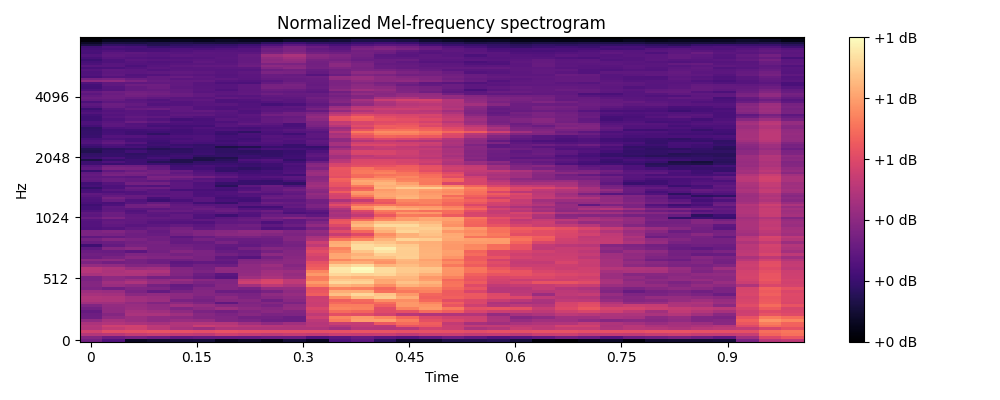 Normalized Mel-frequency spectrogram
Hz
4096
2048
1024
512
0
0 0.15 0.3 0.45 0.6 0.75 0.9
Time
+1 dB
+1 dB
+1 dB
+0 dB
+0 dB
+0 dB